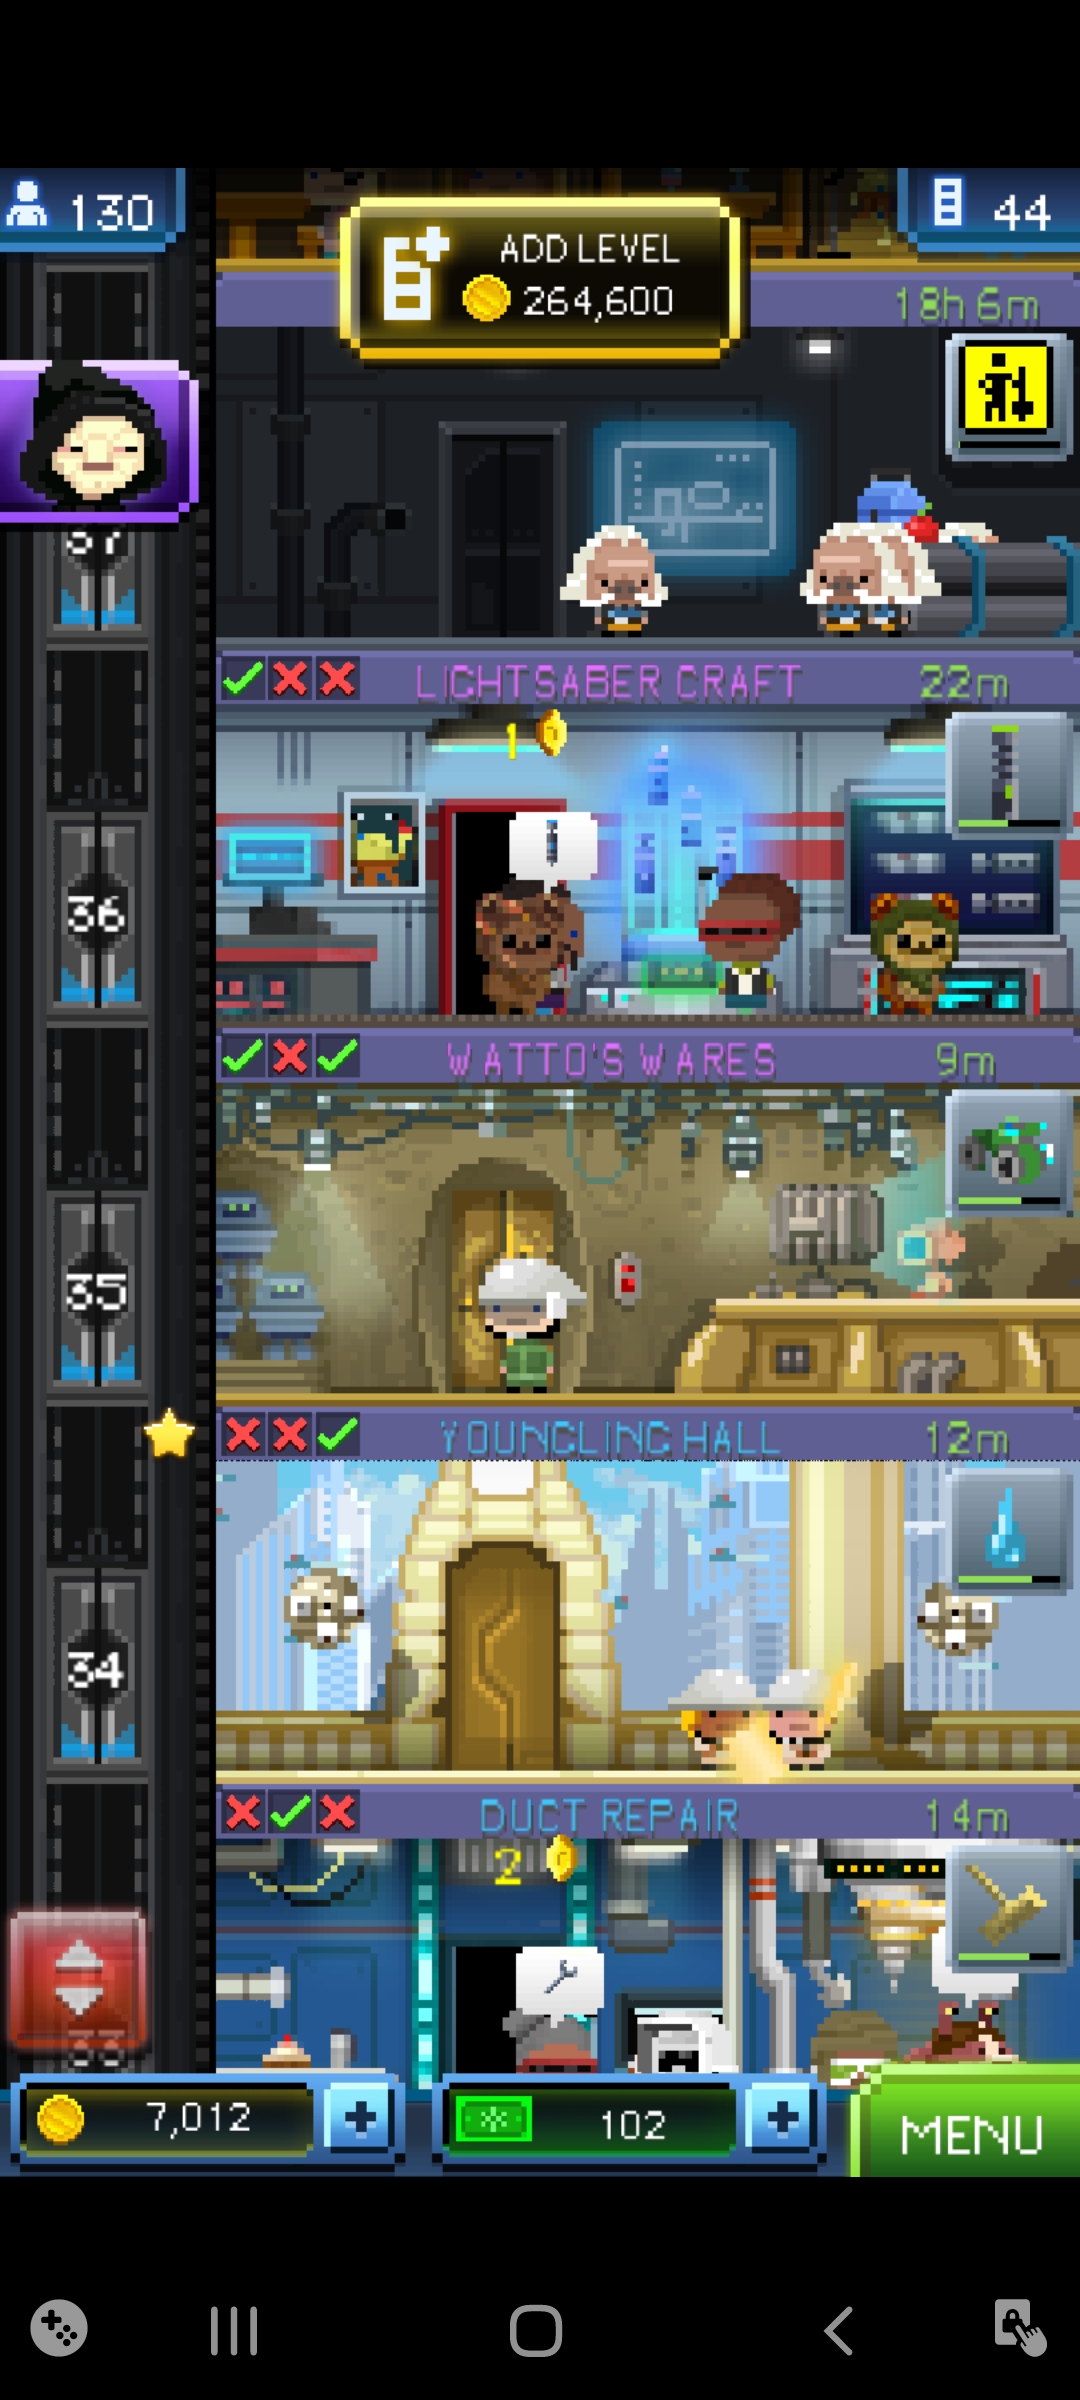 130
ADD LEVEL
264,600
44
18h 6m
37
LIGHTSABER CRAFT
22m
1
36
WATTO'S WARES
9m
35
YOUNGLING HALL
12m
34
DUCT REPAIR
14m
2
33
7,012
102
MENU